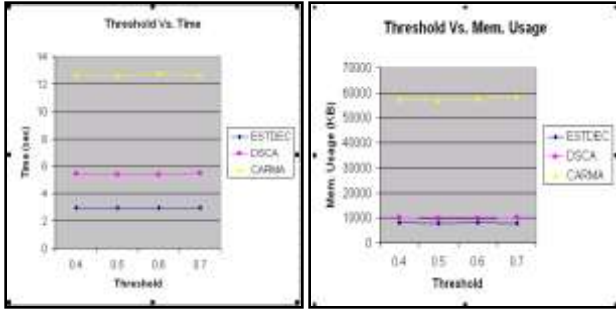 Threshold Vs. Time
14
12
10
8
6
4
2
0
Time (sec)
0.4 0.5 0.6 0.7
Threshold
ESTDEC
DSCA
CARMA
Threshold Vs. Mem. Usage
70000
60000
50000
40000
30000
20000
10000
0
Mem. Usage (KB)
0.4 0.5 0.6 0.7
Threshold
ESTDEC
DSCA
CARMA